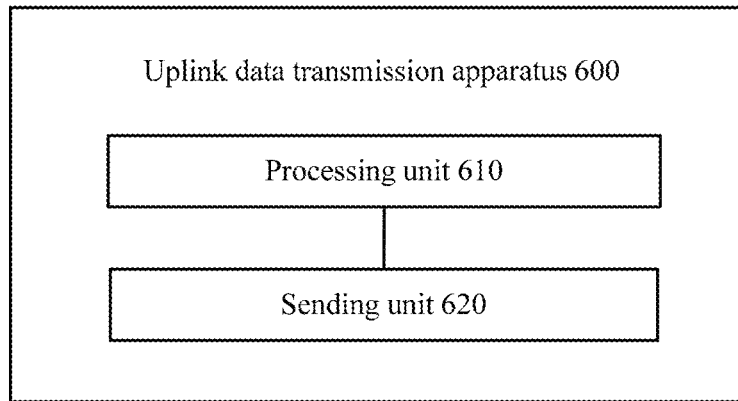 Uplink data transmission apparatus 600
Processing unit 610
Sending unit 620